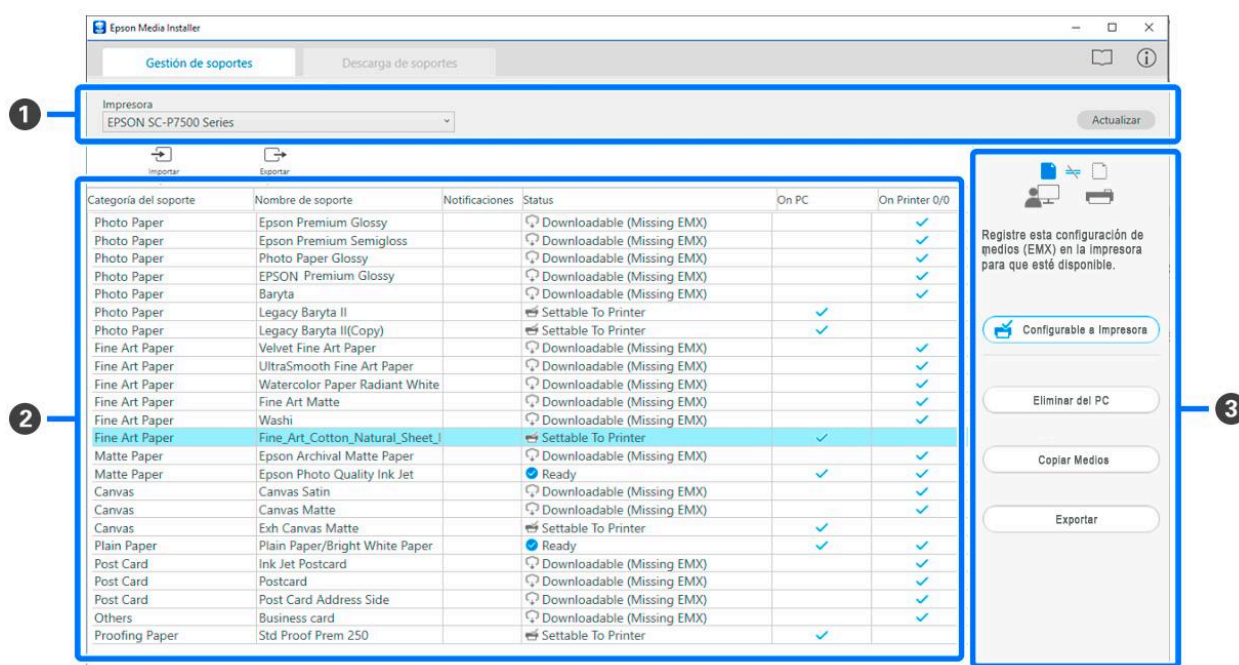 Epson Media Installer
Gestión de soportes Descarga de soportes
1
Impresora
EPSON SC-P7500 Series
Actualizar
Importar Exportar
2
Categoría del soporte Nombre de soporte Notificaciones Status On PC On Printer 0/0
Photo Paper Epson Premium Glossy Downloadable (Missing EMX)
Photo Paper Epson Premium Semigloss Downloadable (Missing EMX)
Photo Paper Photo Paper Glossy Downloadable (Missing EMX)
Photo Paper EPSON Premium Glossy Downloadable (Missing EMX)
Photo Paper Baryta Downloadable (Missing EMX)
Photo Paper Legacy Baryta II Settable To Printer
Photo Paper Legacy Baryta II(Copy) Settable To Printer
Fine Art Paper Velvet Fine Art Paper Downloadable (Missing EMX)
Fine Art Paper UltraSmooth Fine Art Paper Downloadable (Missing EMX)
Fine Art Paper Watercolor Paper Radiant White Downloadable (Missing EMX)
Fine Art Paper Fine Art Matte Downloadable (Missing EMX)
Fine Art Paper Washi Downloadable (Missing EMX)
Fine Art Paper Fine_Art_Cotton_Natural_Sheet_ Settable To Printer
Matte Paper Epson Archival Matte Paper Downloadable (Missing EMX)
Matte Paper Epson Photo Quality Ink Jet Ready
Canvas Canvas Satin Downloadable (Missing EMX)
Canvas Canvas Matte Downloadable (Missing EMX)
Canvas Exh Canvas Matte Settable To Printer
Plain Paper Plain Paper/Bright White Paper Ready
Post Card Ink Jet Postcard Downloadable (Missing EMX)
Post Card Postcard Downloadable (Missing EMX)
Post Card Post Card Address Side Downloadable (Missing EMX)
Others Business card Downloadable (Missing EMX)
Proofing Paper Std Proof Prem 250 Settable To Printer
3
Registre esta configuración de
medios (EMX) en la impresora
para que esté disponible.
Configurable a Impresora
Eliminar del PC
Copiar Medios
Exportar